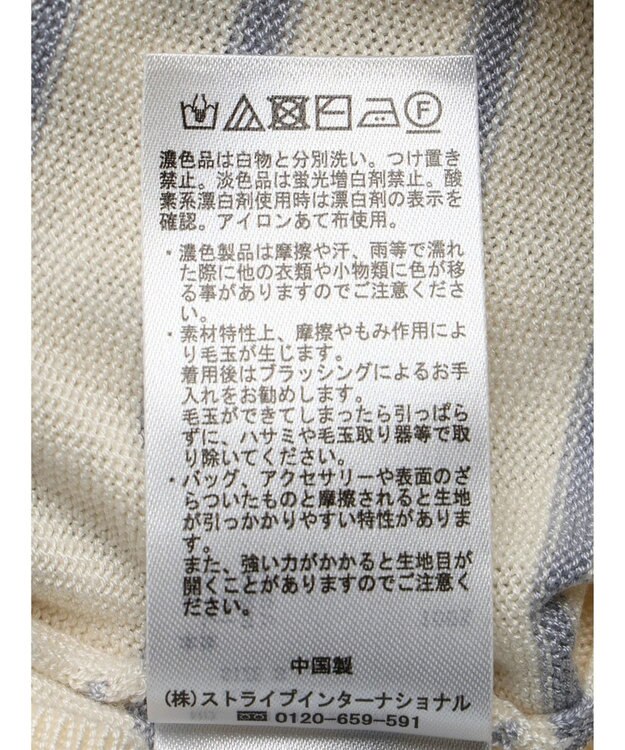 F
濃色品は白物と分別洗い。つけ置き
禁止。淡色品は蛍光増白剤禁止。酸
素系漂白剤使用時は漂白剤の表示を
確認。アイロンあて布使用。
・濃色製品は摩擦や汗、雨等で濡れ
た際に他の衣類や小物類に色が移
る事がありますのでご注意くださ
い。
・素材特性上、摩擦やもみ作用によ
り毛玉が生じます。
着用後はブラッシングによるお手
入れをお勧めします。
毛玉ができてしまったら引っぱら
ずに、ハサミや毛玉取り器等で取
り除いてください。
・バッグ、アクセサリーや表面のざ
らついたものと摩擦されると生地
が引っかかりやすい特性がありま
す。
また、強い力がかかると生地目が
開くことがありますのでご注意く
ださい。
中国製
(株)ストライプインターナショナル
0120-659-591